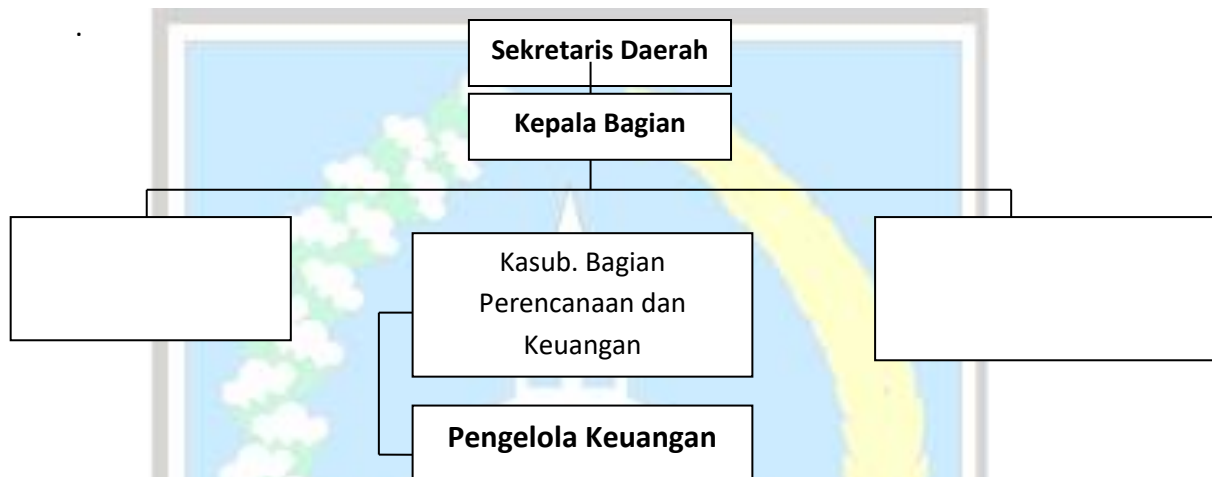 .
Sekretaris Daerah
Kepala Bagian
Kasub. Bagian
Perencanaan dan
Keuangan
Pengelola Keuangan